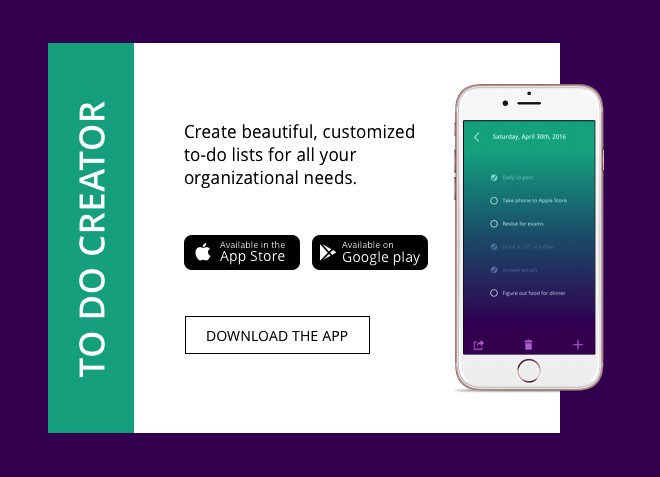 TO DO CREATOR
Create beautiful, customized
to-do lists for all your
organizational needs.
Available in the
App Store
Available on
Google play
DOWNLOAD THE APP
Saturday, April 30th, 2016
Daily UI post
Take phone to Apple Store
Revise for exams
Drink a LOT of coffee
Answer emails
Figure out food for dinner